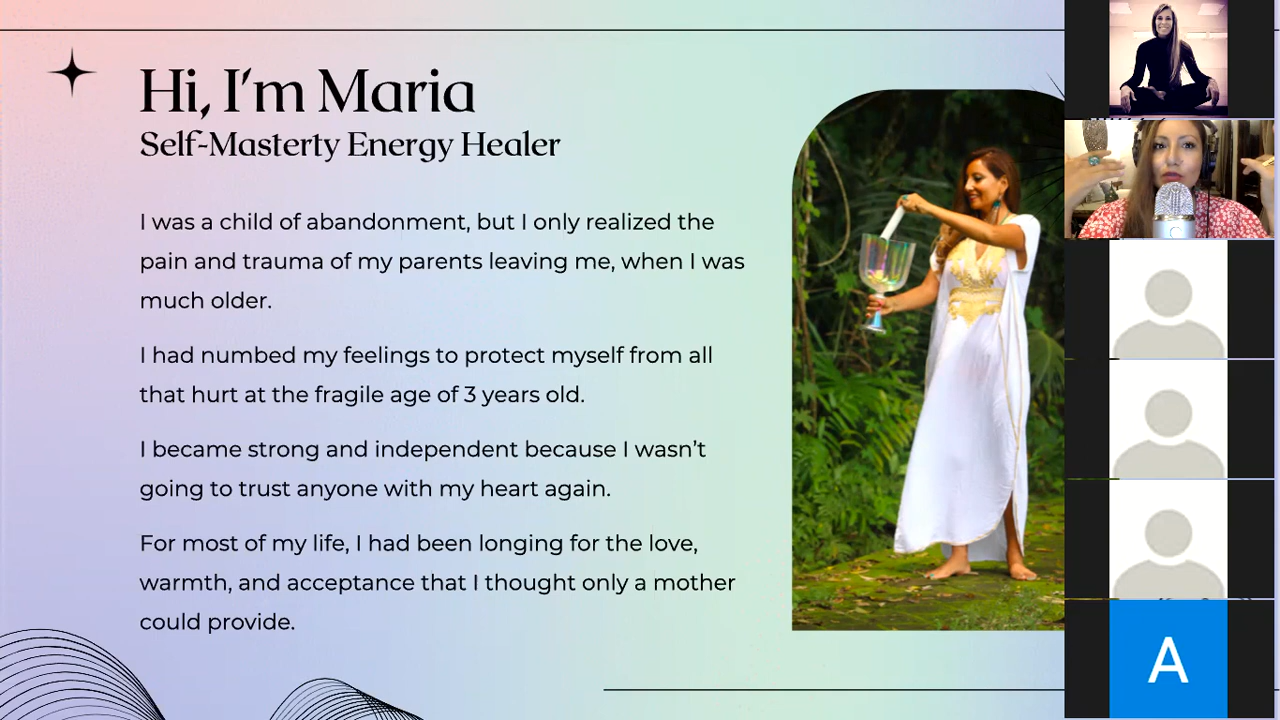 Hi, I'm Maria
Self-Masterty Energy Healer
I was a child of abandonment, but I only realized the
pain and trauma of my parents leaving me, when I was
much older.
I had numbed my feelings to protect myself from all
that hurt at the fragile age of 3 years old.
I became strong and independent because I wasn’t
going to trust anyone with my heart again.
For most of my life, I had been longing for the love,
warmth, and acceptance that I thought only a mother
could provide.
A